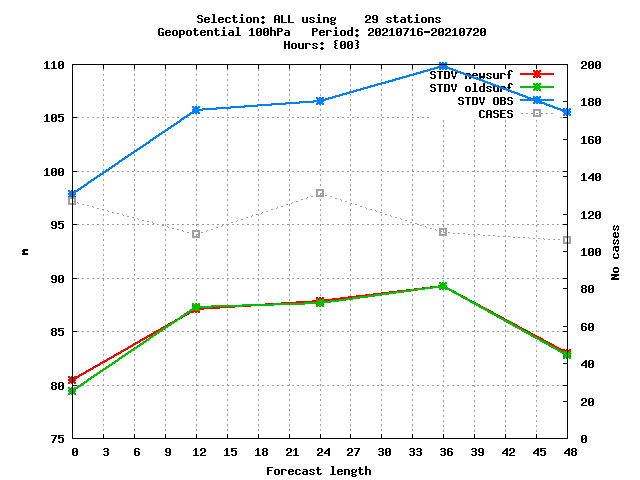 Selection: ALL using    29 stations
Geopotential 100hPa   Period: 20210716-20210720
Hours: {00}
110
105
100
95
90
85
80
75
m
STDV newsurf
STDV oldsurf
STDV OBS
CASES
200
180
160
140
120
100
80
60
40
20
0
No cases
0 3 6 9 12 15 18 21 24 27 30 33 36 39 42 45 48
Forecast length